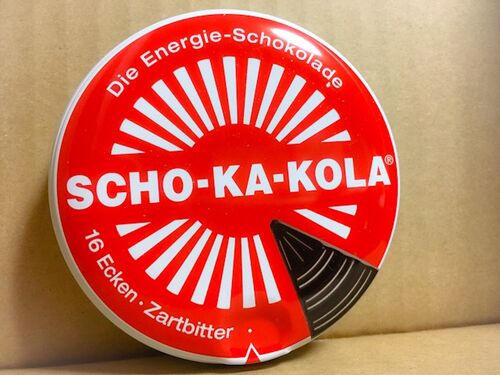 Die Energie-Schokolade
SCHO-KA-KOLA®
16 Ecken · Zartbitter ·